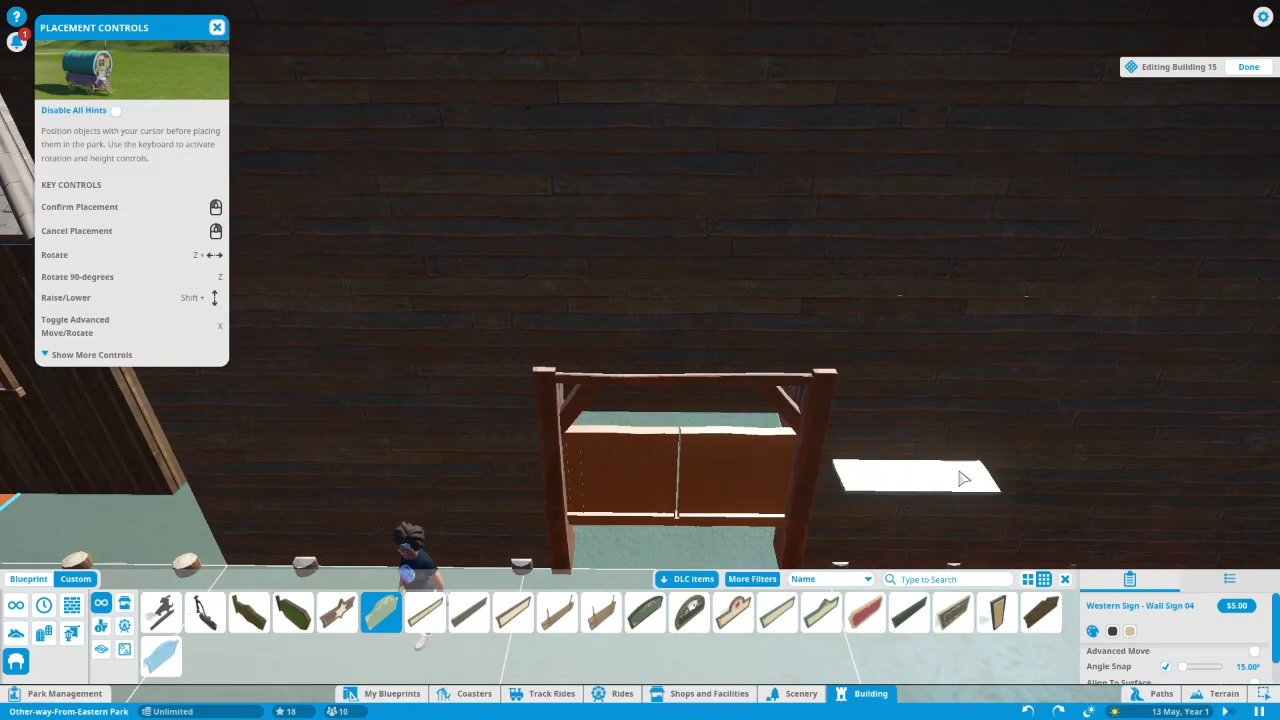 ?
1
PLACEMENT CONTROLS
Disable All Hints
Position objects with your cursor before placing
them in the park. Use the keyboard to activate
rotation and height controls.
KEY CONTROLS
Confirm Placement
Cancel Placement
Rotate Z +
Rotate 90-degrees Z
Raise/Lower Shift +
Toggle Advanced
Move/Rotate X
Show More Controls
Editing Building 15 Done
Blueprint Custom DLC Items More Filters Name Type to Search
Western Sign - Wall Sign 04 $5.00
Advanced Move
Angle Snap 15.00°
Align To Surface
Park Management My Blueprints Coasters Track Rides Rides Shops and Facilities Scenery Building Paths Terrain
Other-way-From-Eastern Park Unlimited 18 10 13 May, Year 1